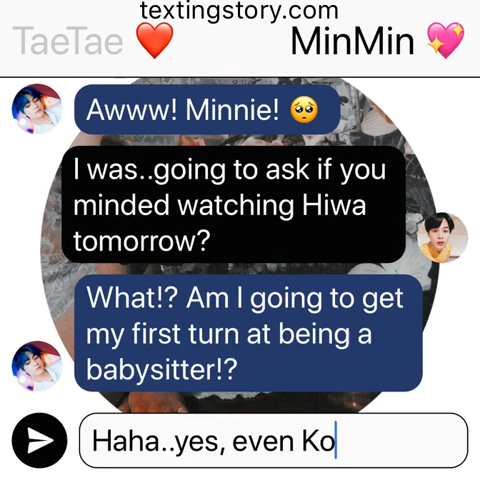 textingstory.com
TaeTae ❤️ MinMin 💖
Awww! Minnie! 🥺
I was..going to ask if you
minded watching Hiwa
tomorrow?
What!? Am I going to get
my first turn at being a
babysitter!?
Haha..yes, even Ko